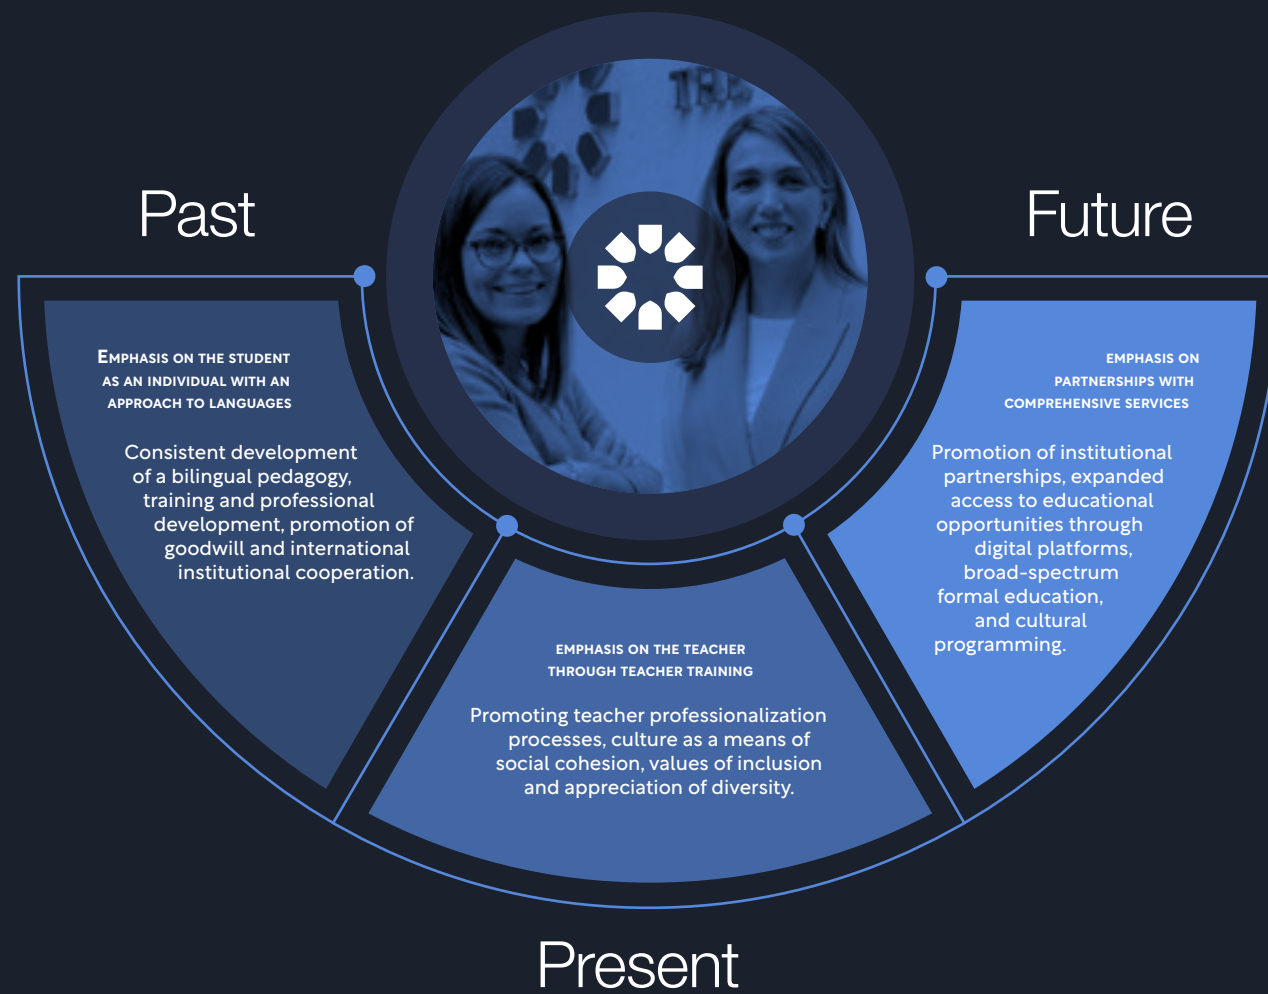 Past
EMPHASIS ON THE STUDENT
AS AN INDIVIDUAL WITH AN
APPROACH TO LANGUAGES
Consistent development
of a bilingual pedagogy,
training and professional
development, promotion of
goodwill and international
institutional cooperation.
Present
EMPHASIS ON THE TEACHER
THROUGH TEACHER TRAINING
Promoting teacher professionalization
processes, culture as a means of
social cohesion, values of inclusion
and appreciation of diversity.
Future
EMPHASIS ON
PARTNERSHIPS WITH
COMPREHENSIVE SERVICES
Promotion of institutional
partnerships, expanded
access to educational
opportunities through
digital platforms,
broad-spectrum
formal education,
and cultural
programming.